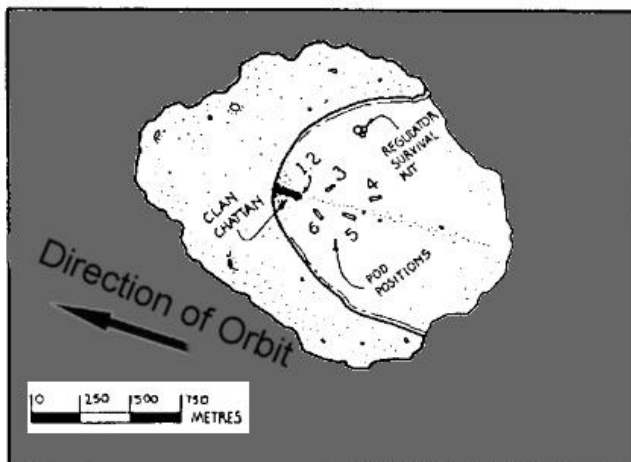 REGULATOR
SURVIVAL
KIT
1 2
3
4
5
6
CLAN
CHATTAN
POD
POSITIONS
Direction of Orbit
0 250 500 750
METRES